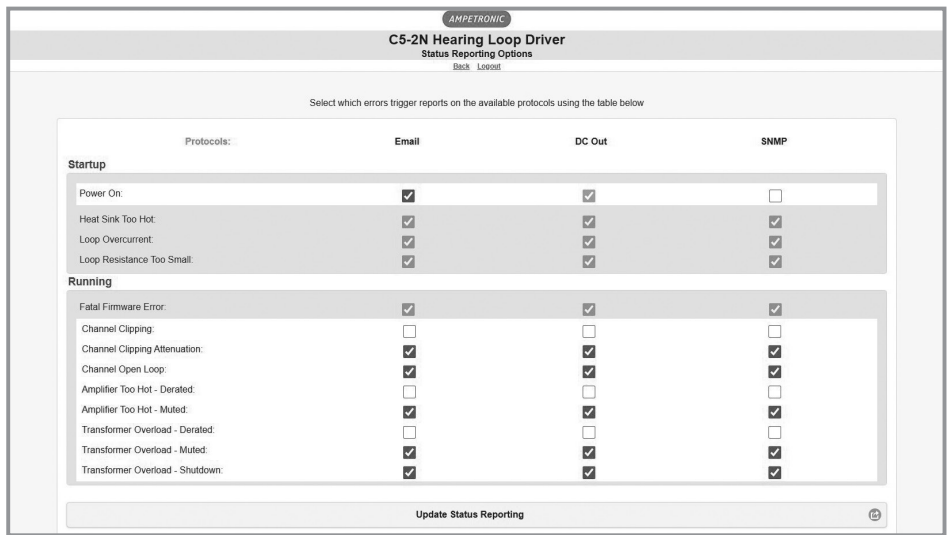 AMPETRONIC
C5-2N Hearing Loop Driver
Status Reporting Options
Back Logout
Select which errors trigger reports on the available protocols using the table below
Protocols: Email DC Out SNMP
Startup
Power On:
Heat Sink Too Hot:
Loop Overcurrent:
Loop Resistance Too Small:
Running
Fatal Firmware Error:
Channel Clipping:
Channel Clipping Attenuation:
Channel Open Loop:
Amplifier Too Hot - Derated:
Amplifier Too Hot - Muted:
Transformer Overload - Derated:
Transformer Overload - Muted:
Transformer Overload - Shutdown:
Update Status Reporting